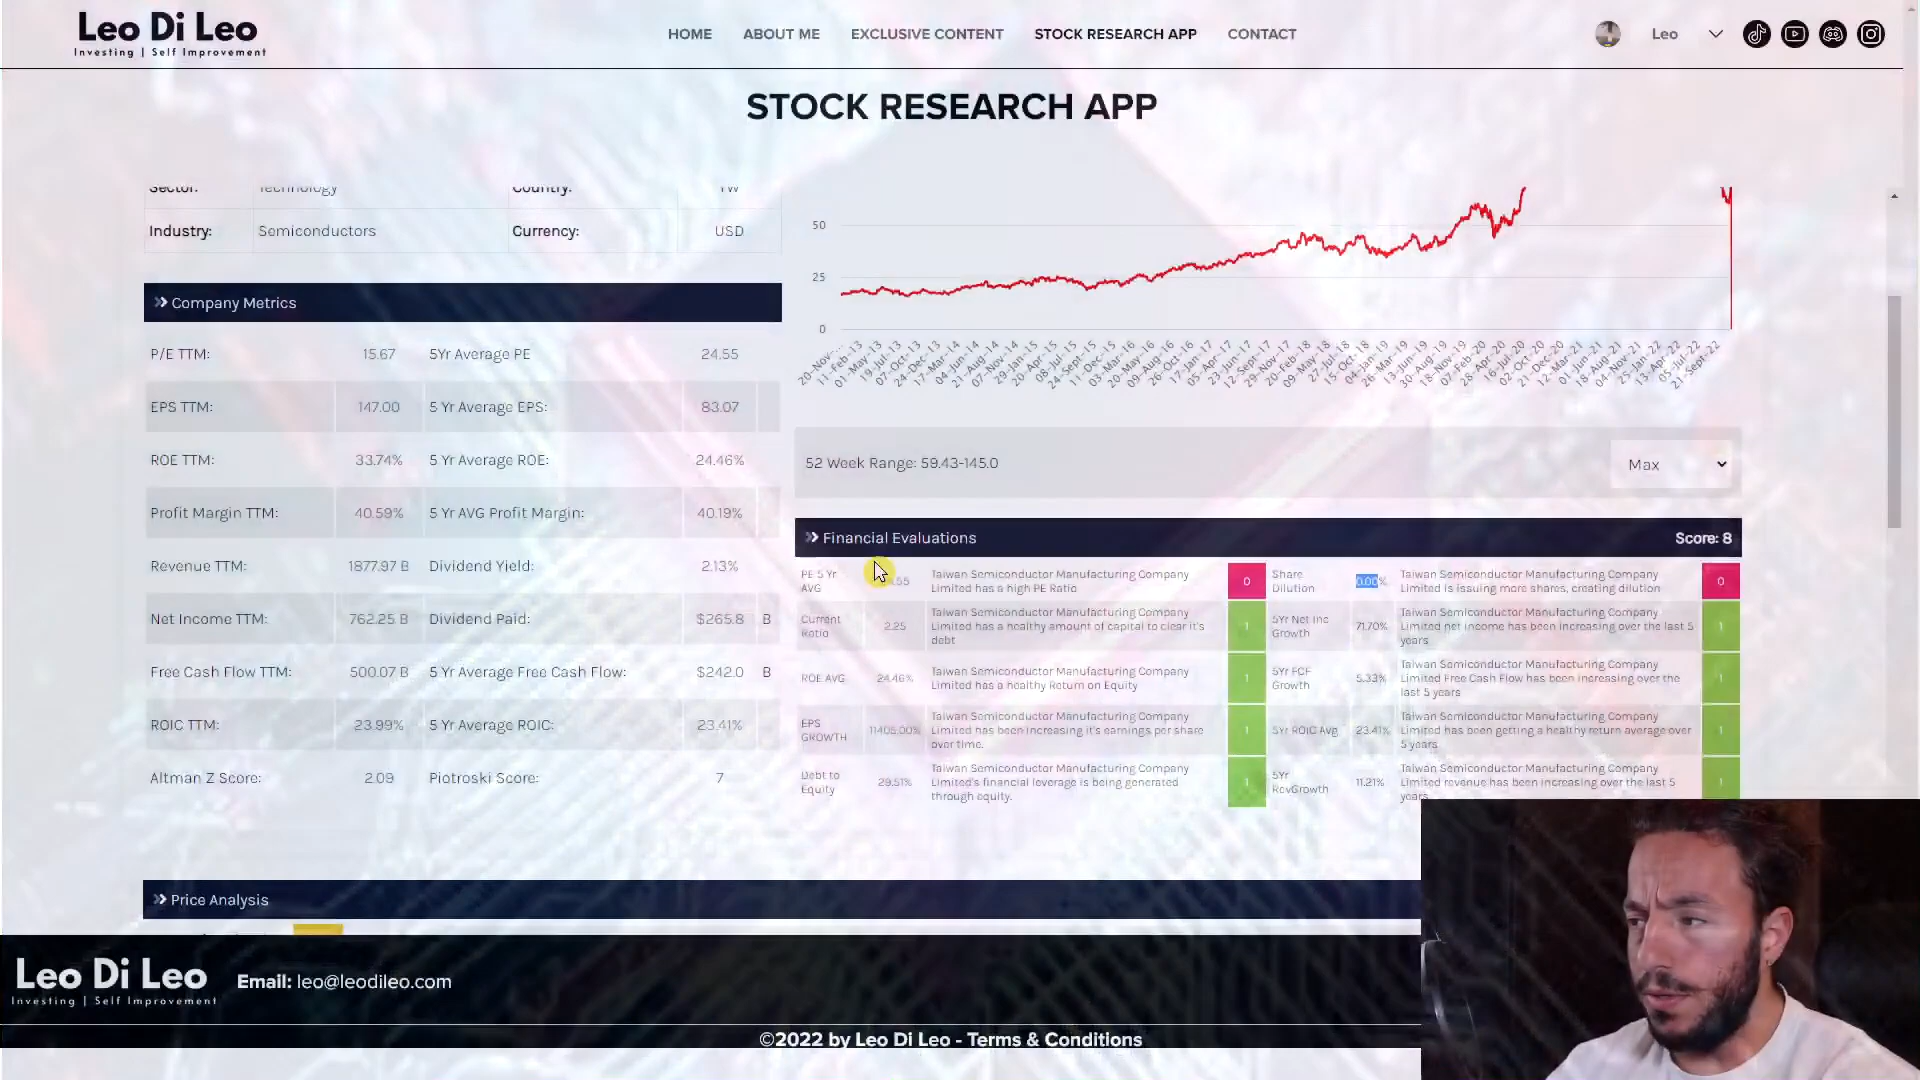 Leo Di Leo
Investing | Self Improvement
HOME
ABOUT ME
EXCLUSIVE CONTENT
STOCK RESEARCH APP
CONTACT
Leo
STOCK RESEARCH APP
Sector: Technology Country: TW
Industry: Semiconductors Currency: USD
Company Metrics
P/E TTM: 15.67 5Yr Average PE 24.55
EPS TTM: 147.00 5 Yr Average EPS: 83.07
ROE TTM: 33.74% 5 Yr Average ROE: 24.46%
Profit Margin TTM: 40.59% 5 Yr AVG Profit Margin: 40.19%
Revenue TTM: 1877.97 B Dividend Yield: 2.13%
Net Income TTM: 762.25 B Dividend Paid: $265.8 B
Free Cash Flow TTM: 500.07 B 5 Yr Average Free Cash Flow: $242.0 B
ROIC TTM: 23.99% 5 Yr Average ROIC: 23.41%
Altman Z Score: 2.09 Piotroski Score: 7
50
25
0
52 Week Range: 59.43-145.0
Max
Financial Evaluations
Score: 8
PE 5 Yr
AVG
.55
Taiwan Semiconductor Manufacturing Company
Limited has a high PE Ratio
0
Share
Dilution
0.00%
Taiwan Semiconductor Manufacturing Company
Limited is issuing more shares, creating dilution
0
Current
Ratio
2.25
Taiwan Semiconductor Manufacturing Company
Limited has a healthy amount of capital to clear it's
debt
1
5Yr Net Inc
Growth
71.70%
Taiwan Semiconductor Manufacturing Company
Limited net income has been increasing over the last 5
years
1
ROE AVG
24.46%
Taiwan Semiconductor Manufacturing Company
Limited has a healthy Return on Equity
1
5Yr FCF
Growth
5.33%
Taiwan Semiconductor Manufacturing Company
Limited Free Cash Flow has been increasing over the
last 5 years
1
EPS
GROWTH
11405.00%
Taiwan Semiconductor Manufacturing Company
Limited has been increasing it's earnings per share
over time.
1
5Yr ROIC Avg
23.41%
Taiwan Semiconductor Manufacturing Company
Limited has been getting a healthy return average over
5 years
1
Debt to
Equity
29.51%
Taiwan Semiconductor Manufacturing Company
Limited's financial leverage is being generated
through equity.
1
5Yr
RevGrowth
11.21%
Taiwan Semiconductor Manufacturing Company
Limited revenue has been increasing over the last 5
years
1
Price Analysis
Leo Di Leo
Investing | Self Improvement
Email: leo@leodileo.com
©2022 by Leo Di Leo - Terms & Conditions